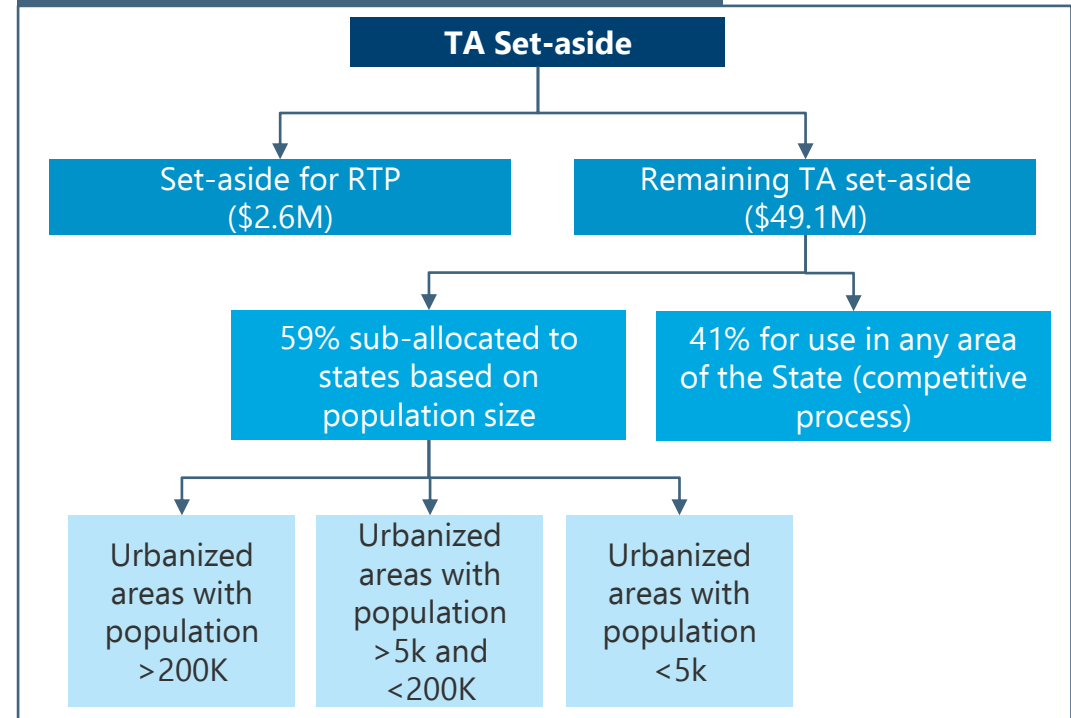 TA Set-aside
Set-aside for RTP
($2.6M)
Remaining TA set-aside
($49.1M)
59% sub-allocated to
states based on
population size
41% for use in any area
of the State (competitive
process)
Urbanized
areas with
population
>200K
Urbanized
areas with
population
>5k and
<200K
Urbanized
areas with
population
<5k